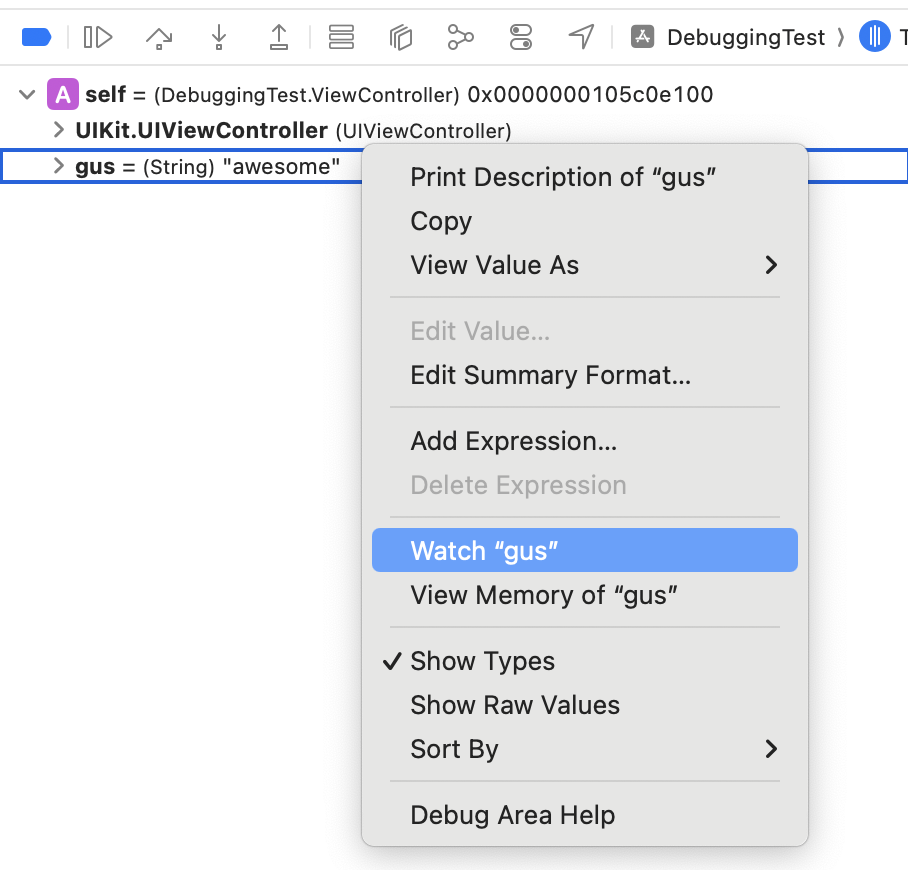 DebuggingTest
A self = (DebuggingTest.ViewController) 0x0000000105c0e100
UIKit.UIViewController (UIViewController)
gus = (String) "awesome"
Print Description of “gus”
Copy
View Value As
Edit Value...
Edit Summary Format...
Add Expression...
Delete Expression
Watch “gus”
View Memory of “gus”
Show Types
Show Raw Values
Sort By
Debug Area Help